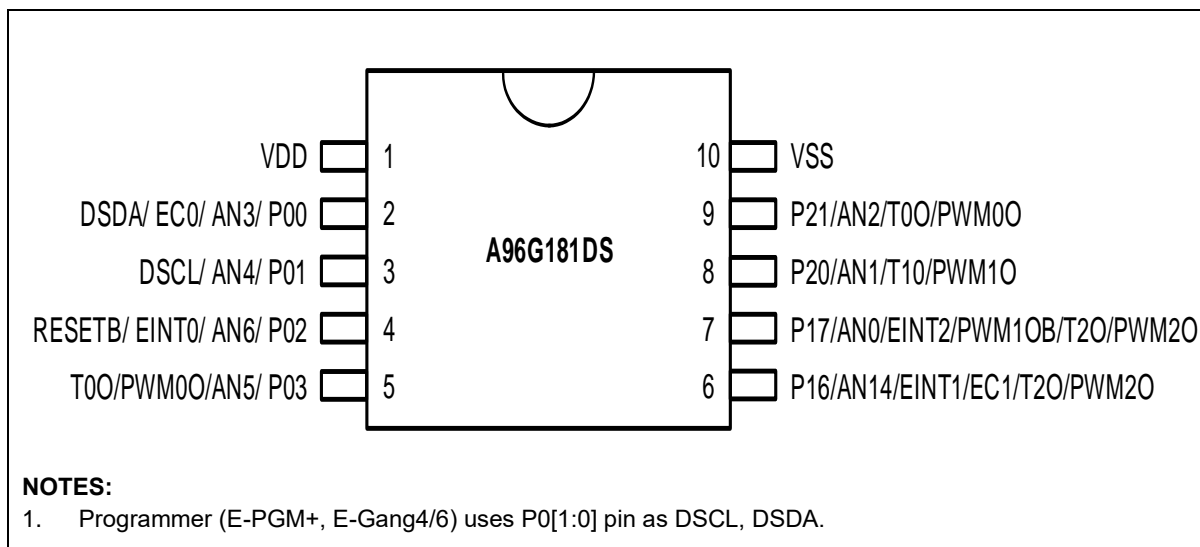 VDD 1 10 VSS
DSDA/ EC0/ AN3/ P00 2 9 P21/AN2/T0O/PWM0O
A96G181DS
DSCL/ AN4/ P01 3 8 P20/AN1/T10/PWM1O
RESETB/ EINT0/ AN6/ P02 4 7 P17/AN0/EINT2/PWM1OB/T2O/PWM2O
T0O/PWM0O/AN5/ P03 5 6 P16/AN14/EINT1/EC1/T2O/PWM2O
NOTES:
1. Programmer (E-PGM+, E-Gang4/6) uses P0[1:0] pin as DSCL, DSDA.